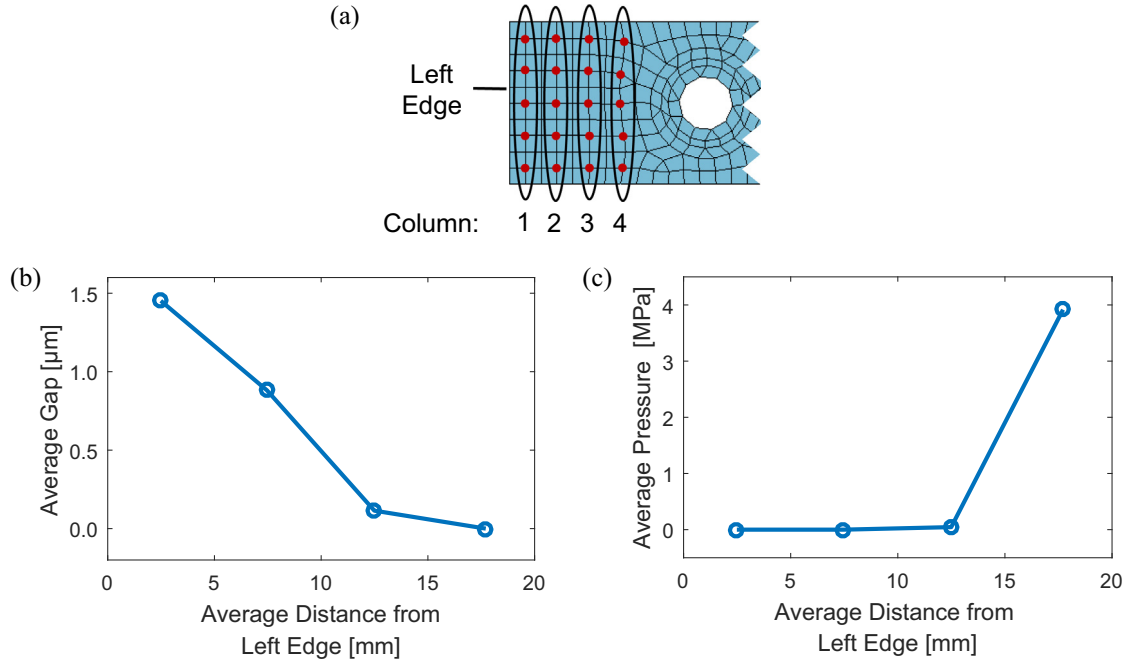 (a)
Left
Edge
Column: 1 2 3 4
(b)
1.5
1.0
0.5
0.0
0 5 10 15 20
Average Gap [µm]
Average Distance from
Left Edge [mm]
(c)
4
3
2
1
0
0 5 10 15 20
Average Pressure [MPa]
Average Distance from
Left Edge [mm]